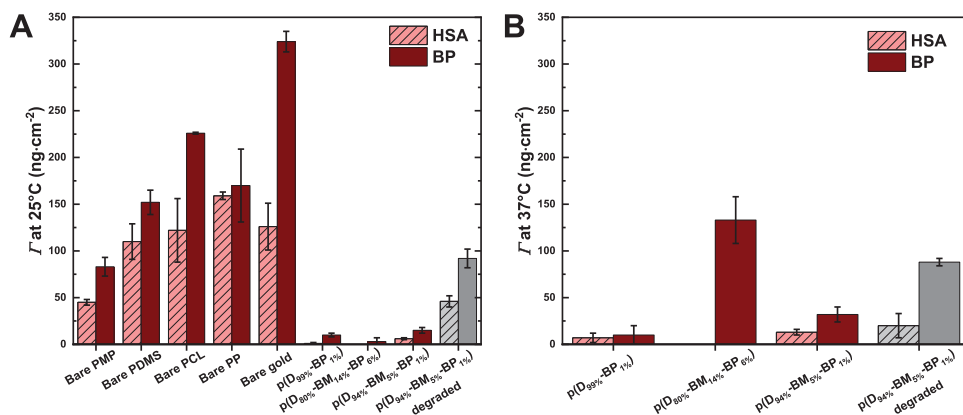 A
Γ at 25°C (ng·cm⁻²)
350
300
250
200
150
100
50
0
HSA
BP
Bare PMP
Bare PDMS
Bare PCL
Bare PP
Bare gold
p(D₉₉%-BP₁%)
p(D₈₀%-BM₁₄%-BP₆%)
p(D₉₄%-BM₅%-BP₁%)
p(D₉₄%-BM₅%-BP₁%)
degraded
B
Γ at 37°C (ng·cm⁻²)
350
300
250
200
150
100
50
0
HSA
BP
p(D₉₉%-BP₁%)
p(D₈₀%-BM₁₄%-BP₆%)
p(D₉₄%-BM₅%-BP₁%)
p(D₉₄%-BM₅%-BP₁%)
degraded